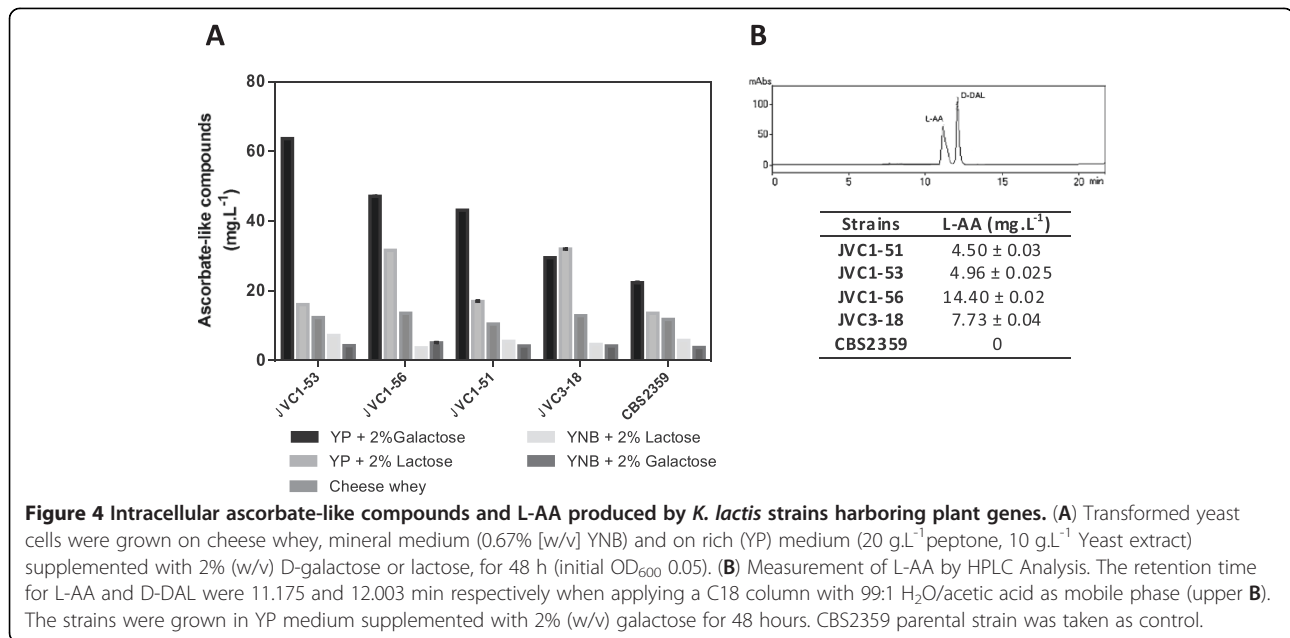 A
B
80
60
40
20
0
Ascorbate-like compounds
(mg.L-1)
JVC1-53
JVC1-56
JVC1-51
JVC3-18
CBS2359
YP + 2%Galactose
YP + 2% Lactose
Cheese whey
YNB + 2% Lactose
YNB + 2% Galactose
mAbs
100
50
0
L-AA
D-DAL
0 5 10 15 20 min
Strains L-AA (mg.L-1)
JVC1-51 4.50 ± 0.03
JVC1-53 4.96 ± 0.025
JVC1-56 14.40 ± 0.02
JVC3-18 7.73 ± 0.04
CBS2359 0
Figure 4 Intracellular ascorbate-like compounds and L-AA produced by K. lactis strains harboring plant genes. (A) Transformed yeast
cells were grown on cheese whey, mineral medium (0.67% [w/v] YNB) and on rich (YP) medium (20 g.L-1peptone, 10 g.L-1 Yeast extract)
supplemented with 2% (w/v) D-galactose or lactose, for 48 h (initial OD600 0.05). (B) Measurement of L-AA by HPLC Analysis. The retention time
for L-AA and D-DAL were 11.175 and 12.003 min respectively when applying a C18 column with 99:1 H2O/acetic acid as mobile phase (upper B).
The strains were grown in YP medium supplemented with 2% (w/v) galactose for 48 hours. CBS2359 parental strain was taken as control.